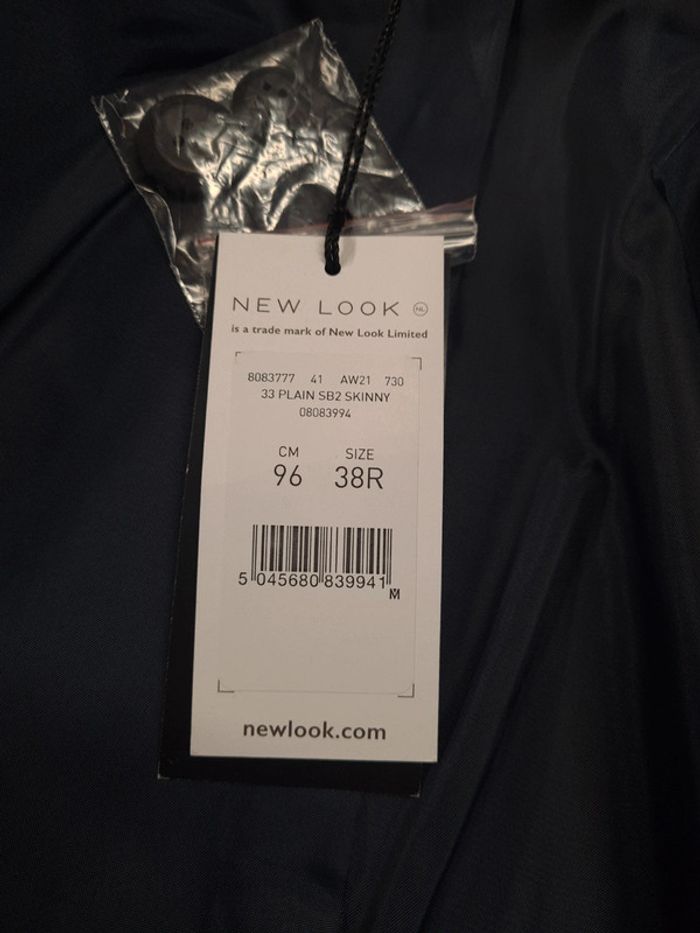 NEW LOOK NL
is a trade mark of New Look Limited
8083777 41 AW21 730
33 PLAIN SB2 SKINNY
08083994
CM SIZE
96 38R
5 045680 839941
M
newlook.com